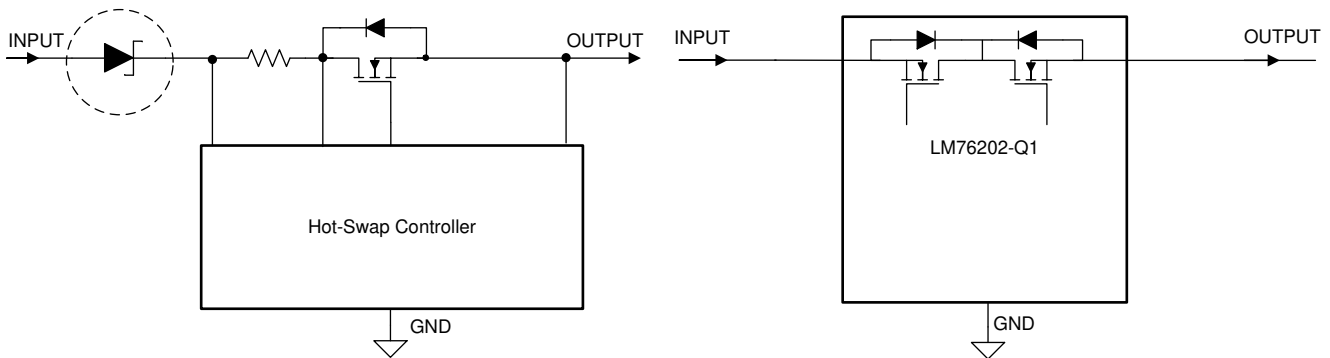 INPUT
OUTPUT
Hot-Swap Controller
GND
INPUT
OUTPUT
LM76202-Q1
GND